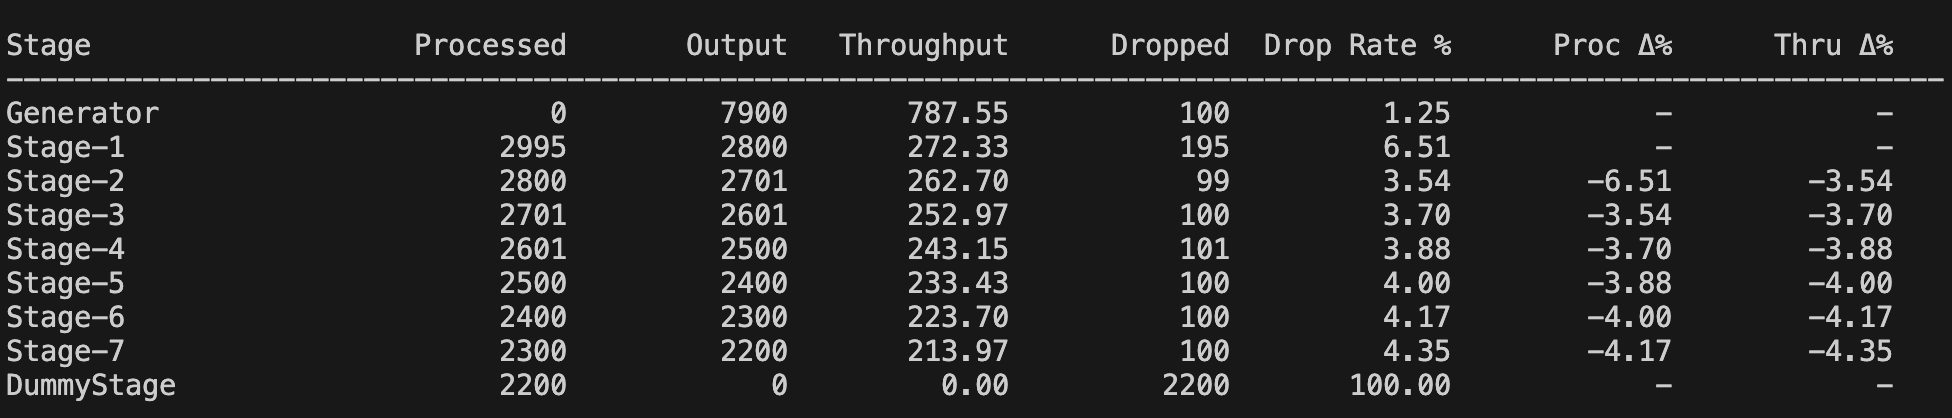 Stage Processed Output Throughput Dropped Drop Rate % Proc Δ% Thru Δ%
Generator 0 7900 787.55 100 1.25 – –
Stage-1 2995 2800 272.33 195 6.51 – –
Stage-2 2800 2701 262.70 99 3.54 -6.51 -3.54
Stage-3 2701 2601 252.97 100 3.70 -3.54 -3.70
Stage-4 2601 2500 243.15 101 3.88 -3.70 -3.88
Stage-5 2500 2400 233.43 100 4.00 -3.88 -4.00
Stage-6 2400 2300 223.70 100 4.17 -4.00 -4.17
Stage-7 2300 2200 213.97 100 4.35 -4.17 -4.35
DummyStage 2200 0 0.00 2200 100.00 – –